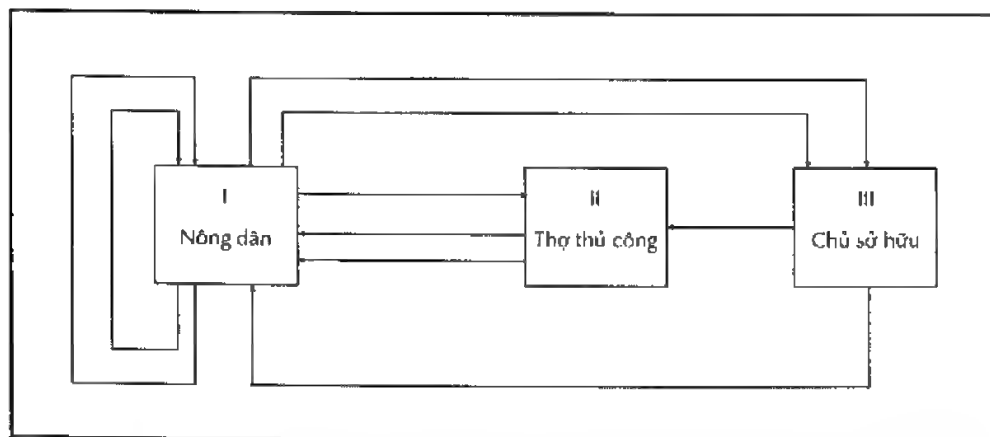 I
Nông dân
II
Thợ thủ công
III
Chủ sở hữu